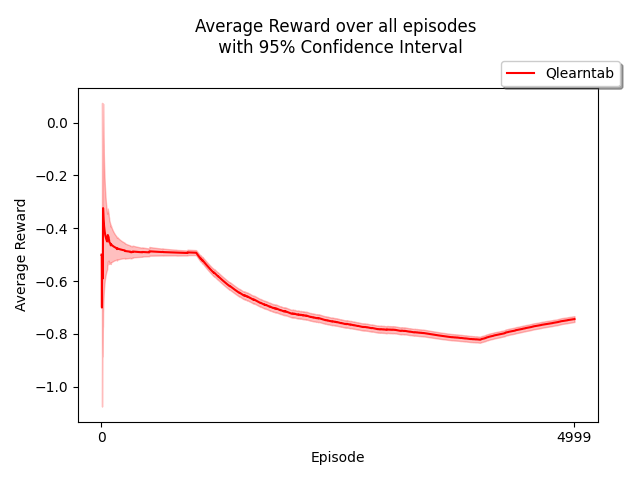 Average Reward over all episodes
with 95% Confidence Interval
Qlearntab
0.0
−0.2
−0.4
−0.6
−0.8
−1.0
Average Reward
0
4999
Episode